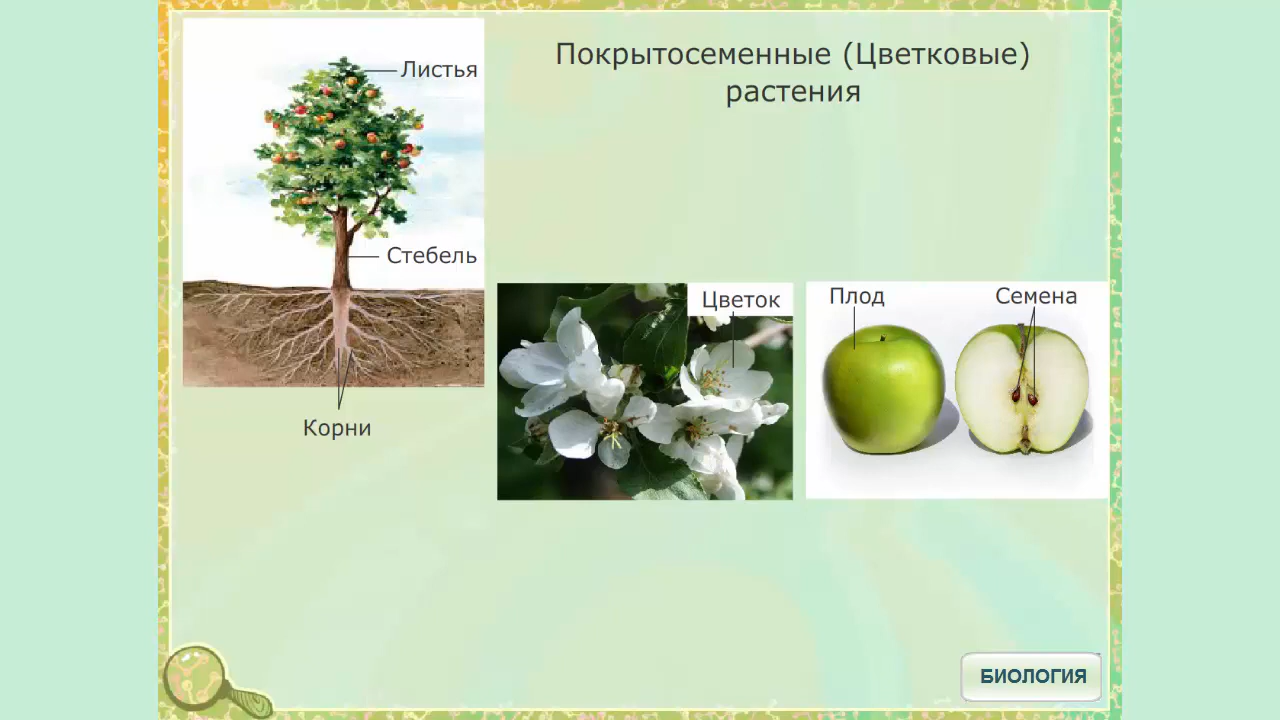 Покрытосеменные (Цветковые)
растения
Листья
Стебель
Корни
Цветок
Плод
Семена
БИОЛОГИЯ